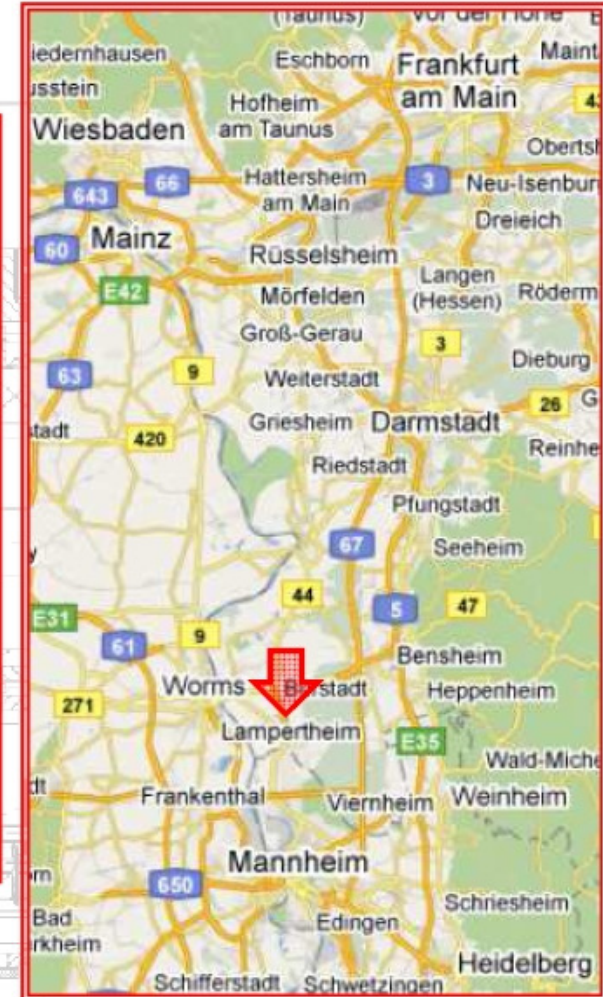 (Taunus)
vor der Höhe
iedernhausen
Eschborn
Frankfurt
am Main
Maint
usstein
Hofheim
am Taunus
Wiesbaden
Obertsh
643
66
Hattersheim
am Main
3
Neu-Isenbur
Dreieich
60
Mainz
Rüsselsheim
E42
Mörfelden
Langen
(Hessen)
Röderm
Groß-Gerau
3
63
9
Weiterstadt
Dieburg
26
G
tadt
420
Griesheim
Darmstadt
Riedstadt
Reinhe
Pfungstadt
67
Seeheim
44
E31
61
9
5
47
Bensheim
Worms
stadt
Heppenheim
271
Lampertheim
E35
Wald-Miche
dt
Frankenthal
Viernheim
Weinheim
Mannheim
650
Schriesheim
Bad
rkheim
Edingen
Heidelberg
Schifferstadt
Schwetzingen